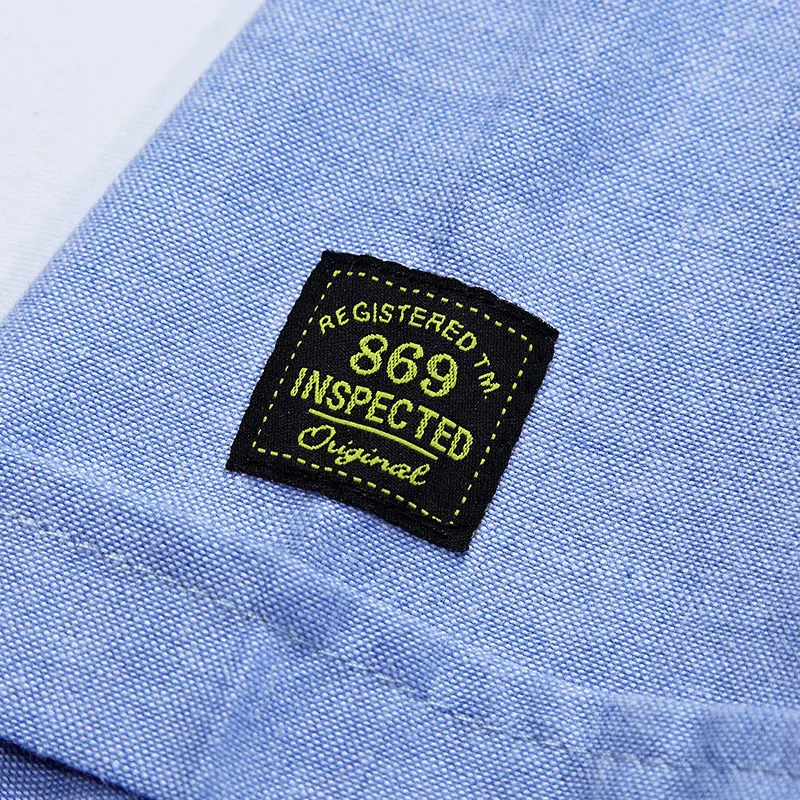 REGISTERED TM.
869
INSPECTED
Original